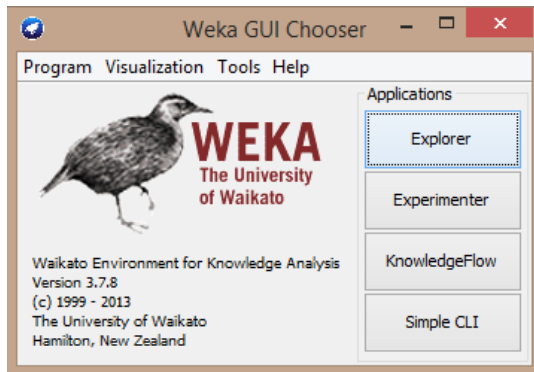 Weka GUI Chooser
Program Visualization Tools Help
WEKA
The University
of Waikato
Waikato Environment for Knowledge Analysis
Version 3.7.8
(c) 1999 - 2013
The University of Waikato
Hamilton, New Zealand
Applications
Explorer
Experimenter
KnowledgeFlow
Simple CLI